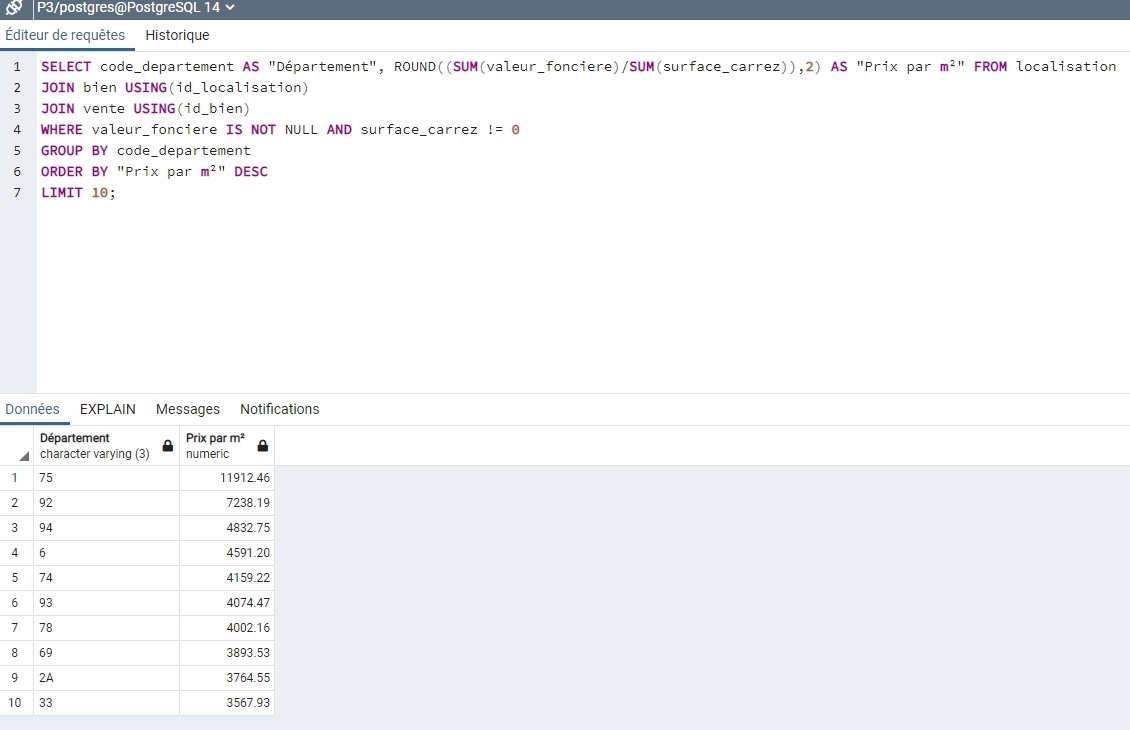 P3/postgres@PostgreSQL 14
Éditeur de requêtes Historique
1 SELECT code_departement AS "Département", ROUND((SUM(valeur_fonciere)/SUM(surface_carrez)),2) AS "Prix par m²" FROM localisation
2 JOIN bien USING(id_localisation)
3 JOIN vente USING(id_bien)
4 WHERE valeur_fonciere IS NOT NULL AND surface_carrez != 0
5 GROUP BY code_departement
6 ORDER BY "Prix par m²" DESC
7 LIMIT 10;
Données EXPLAIN Messages Notifications
Département Prix par m²
character varying (3) numeric
1 75 11912.46
2 92 7238.19
3 94 4832.75
4 6 4591.20
5 74 4159.22
6 93 4074.47
7 78 4002.16
8 69 3893.53
9 2A 3764.55
10 33 3567.93